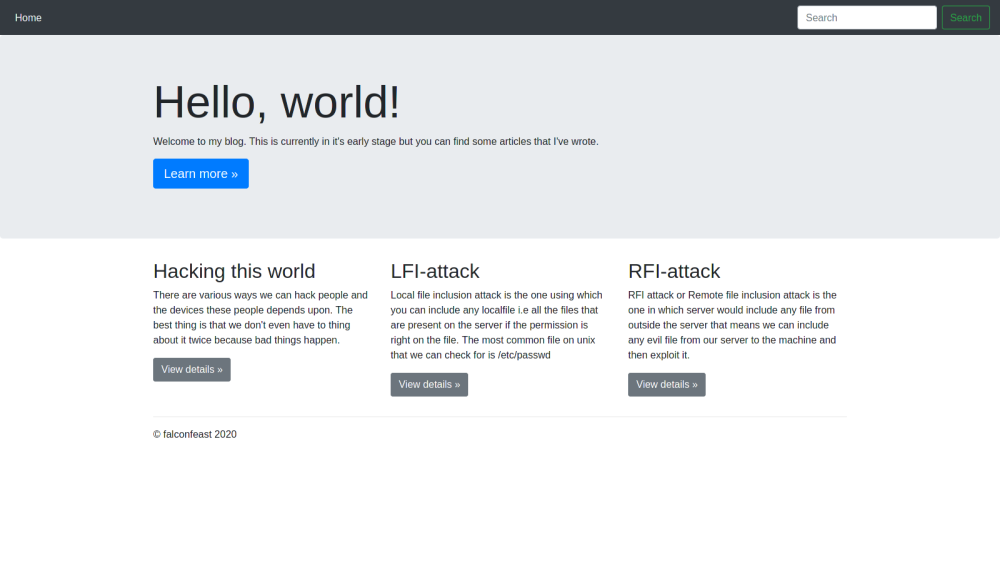 Home
Search
Search
Hello, world!
Welcome to my blog. This is currently in it's early stage but you can find some articles that I've wrote.
Learn more »
Hacking this world
There are various ways we can hack people and
the devices these people depends upon. The
best thing is that we don't even have to thing
about it twice because bad things happen.
View details »
LFI-attack
Local file inclusion attack is the one using which
you can include any localfile i.e all the files that
are present on the server if the permission is
right on the file. The most common file on unix
that we can check for is /etc/passwd
View details »
RFI-attack
RFI attack or Remote file inclusion attack is the
one in which server would include any file from
outside the server that means we can include
any evil file from our server to the machine and
then exploit it.
View details »
© falconfeast 2020